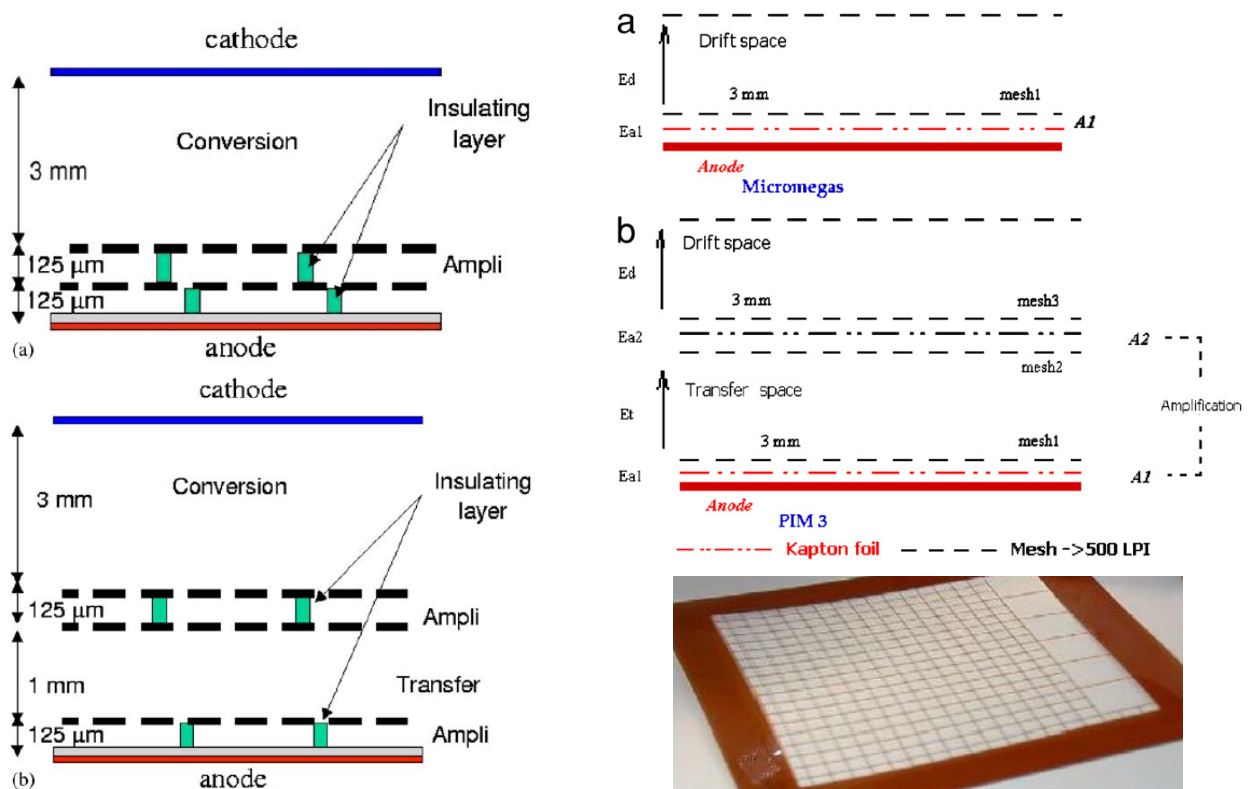 cathode
Insulating
layer
Conversion
3 mm
125 μm
Ampli
125 μm
(a)
anode
cathode
Insulating
layer
Conversion
3 mm
125 μm
Ampli
1 mm
Transfer
125 μm
Ampli
(b)
anode
a
Drift space
Ed
3 mm
mesh1
Ea1
A1
Anode
Micromegas
b
Drift space
Ed
3 mm
mesh3
Ea2
A2
mesh2
Transfer space
Amplification
Et
3 mm
mesh1
Ea1
A1
Anode
PIM 3
Kapton foil
Mesh ->500 LPI